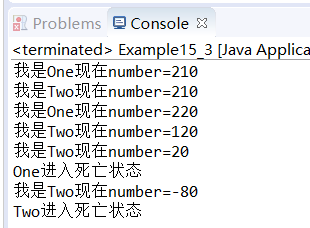 Problems Console
<terminated> Example15_3 [Java Applica
我是One现在number=210
我是Two现在number=210
我是One现在number=220
我是Two现在number=120
我是Two现在number=20
One进入死亡状态
我是Two现在number=-80
Two进入死亡状态